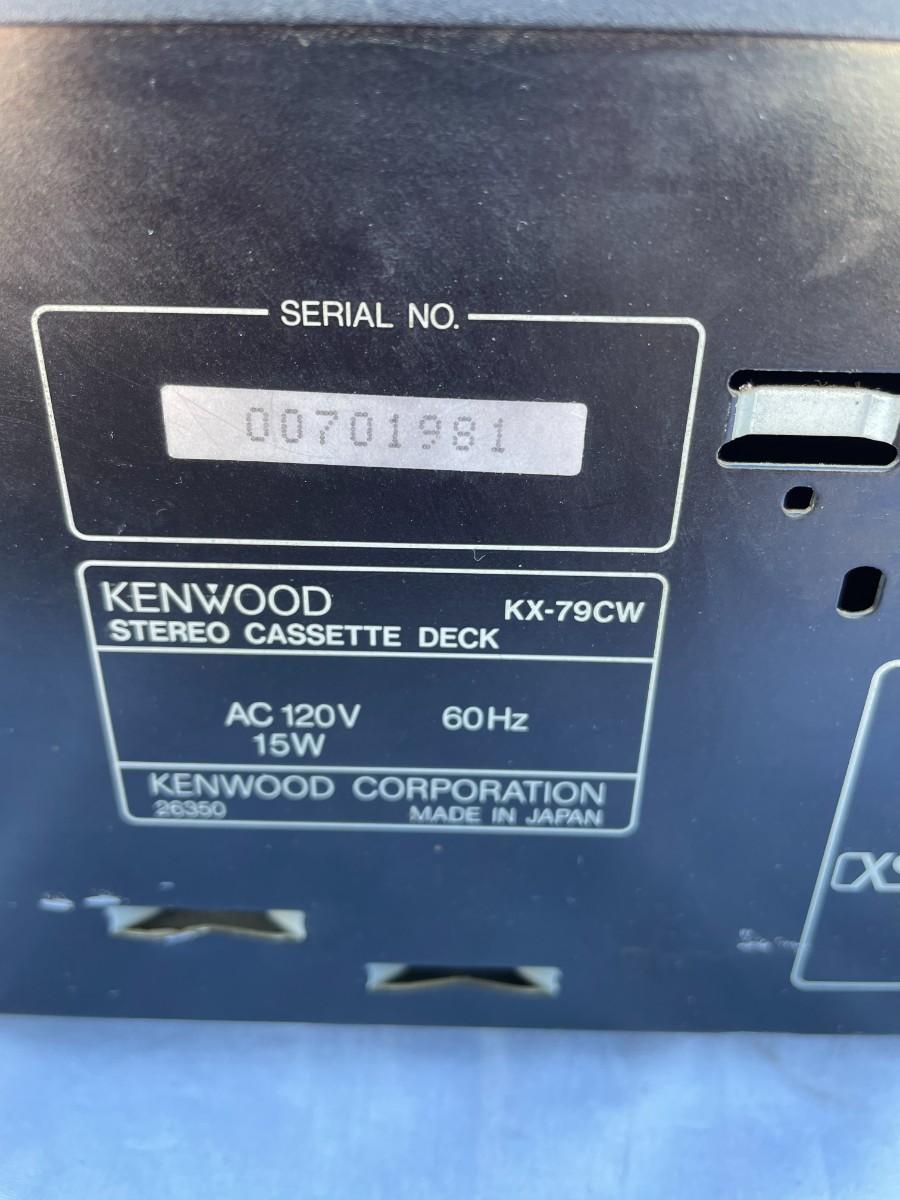 SERIAL NO.
00701981
KENWOOD KX-79CW
STEREO CASSETTE DECK
AC 120V 60Hz
15W
KENWOOD CORPORATION
26350 MADE IN JAPAN